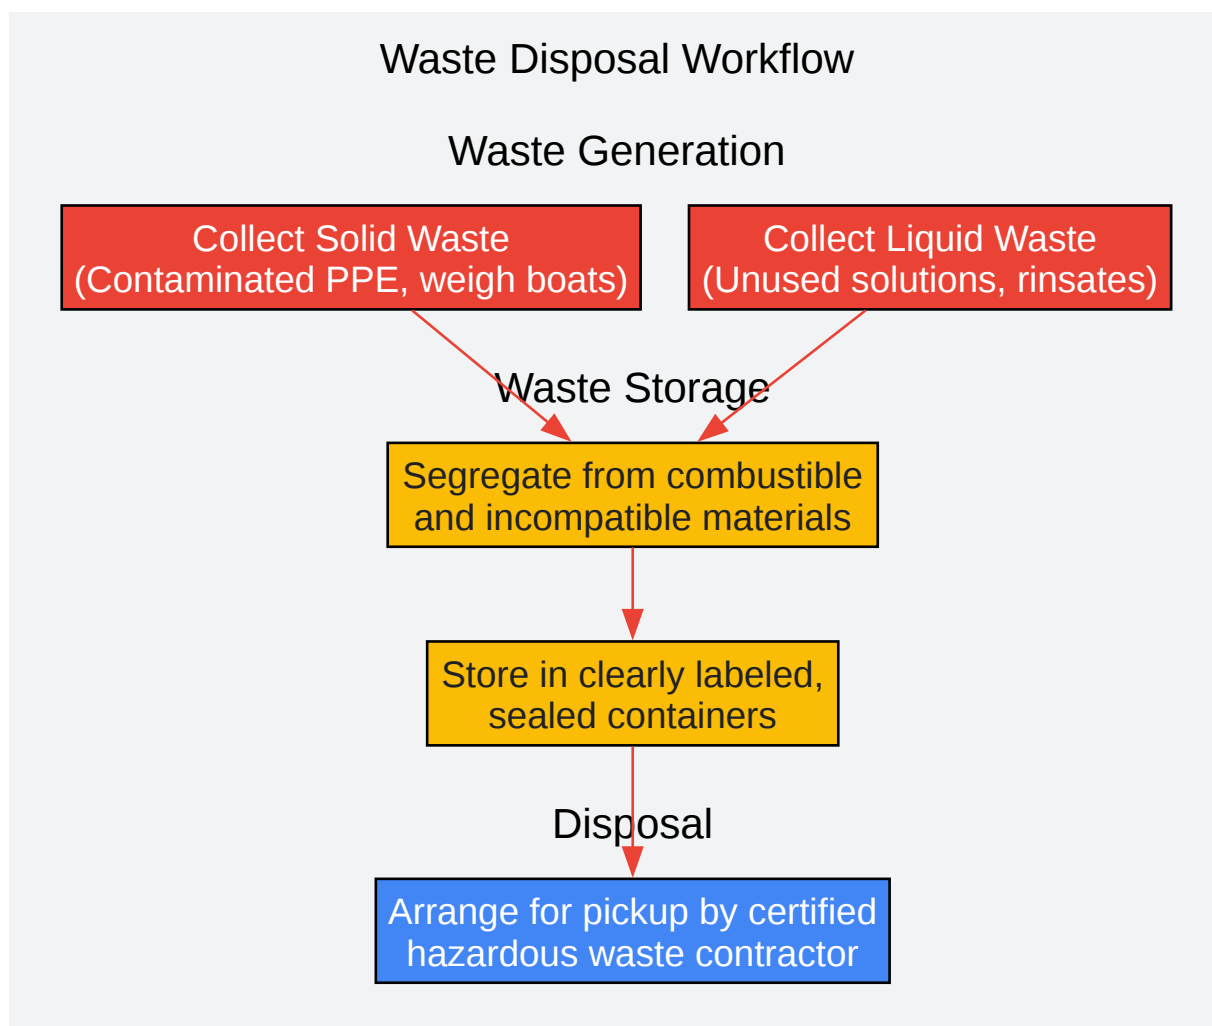 Waste Disposal Workflow
Waste Generation
Collect Solid Waste
(Contaminated PPE, weigh boats)
Collect Liquid Waste
(Unused solutions, rinsates)
Waste Storage
Segregate from combustible
and incompatible materials
Store in clearly labeled,
sealed containers
Disposal
Arrange for pickup by certified
hazardous waste contractor